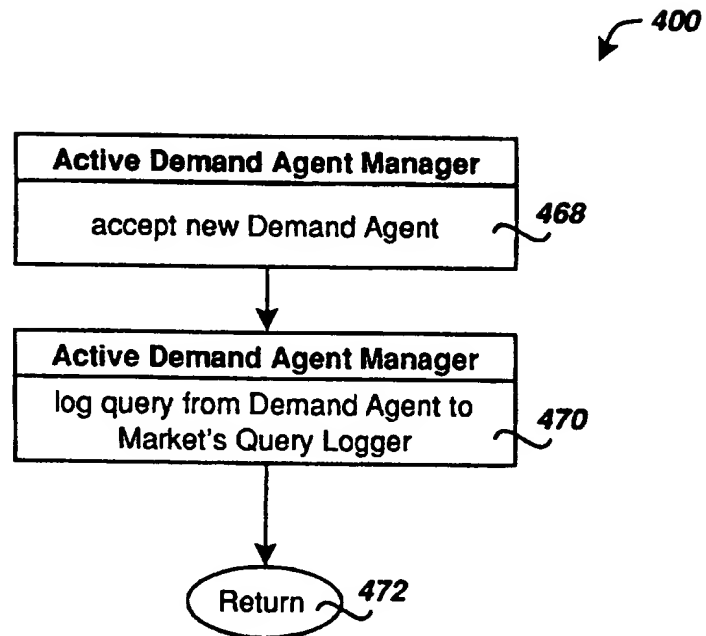 400
Active Demand Agent Manager
accept new Demand Agent
468
Active Demand Agent Manager
log query from Demand Agent to
Market's Query Logger
470
Return
472